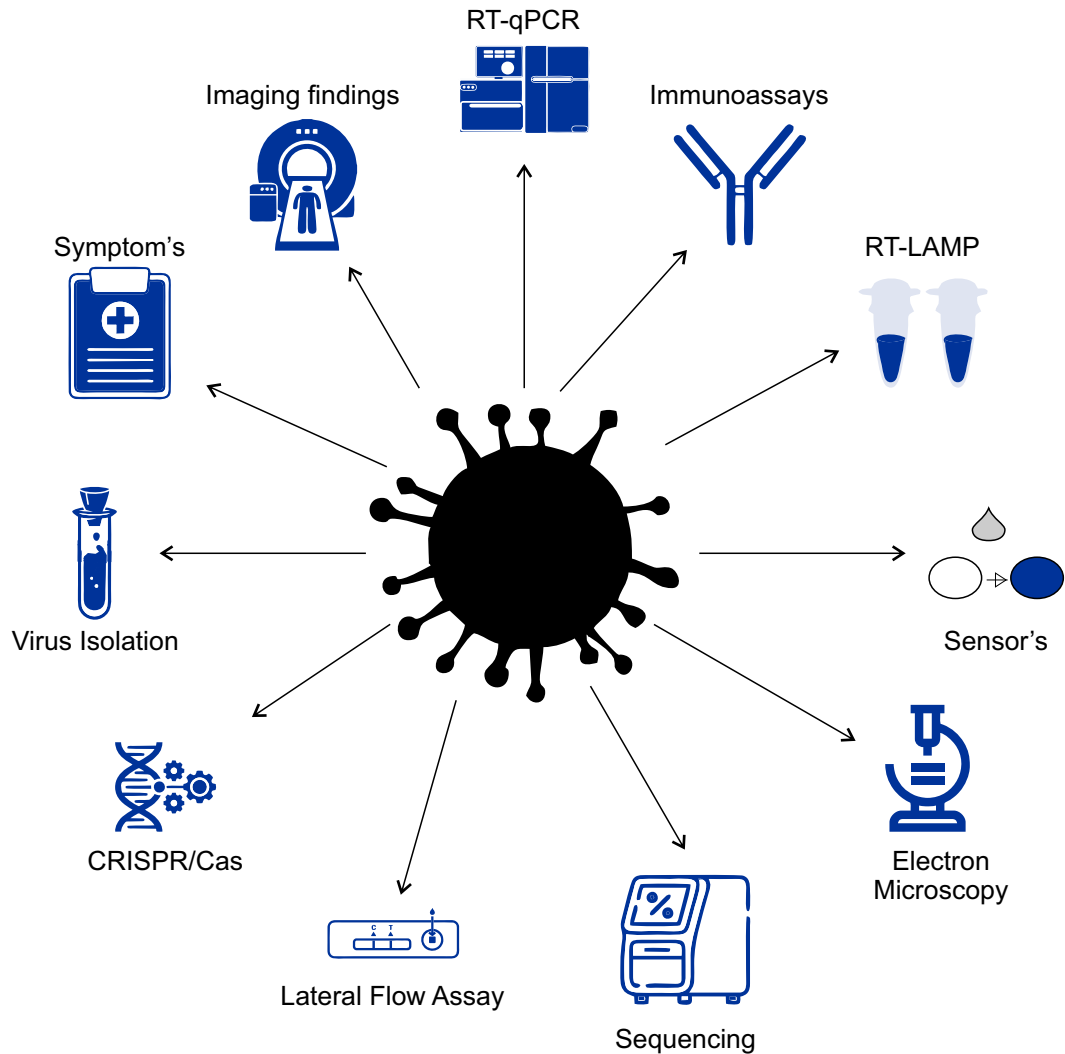 RT-qPCR
Imaging findings
Immunoassays
Symptom’s
RT-LAMP
Virus Isolation
Sensor’s
CRISPR/Cas
Electron
Microscopy
C T
Lateral Flow Assay
Sequencing